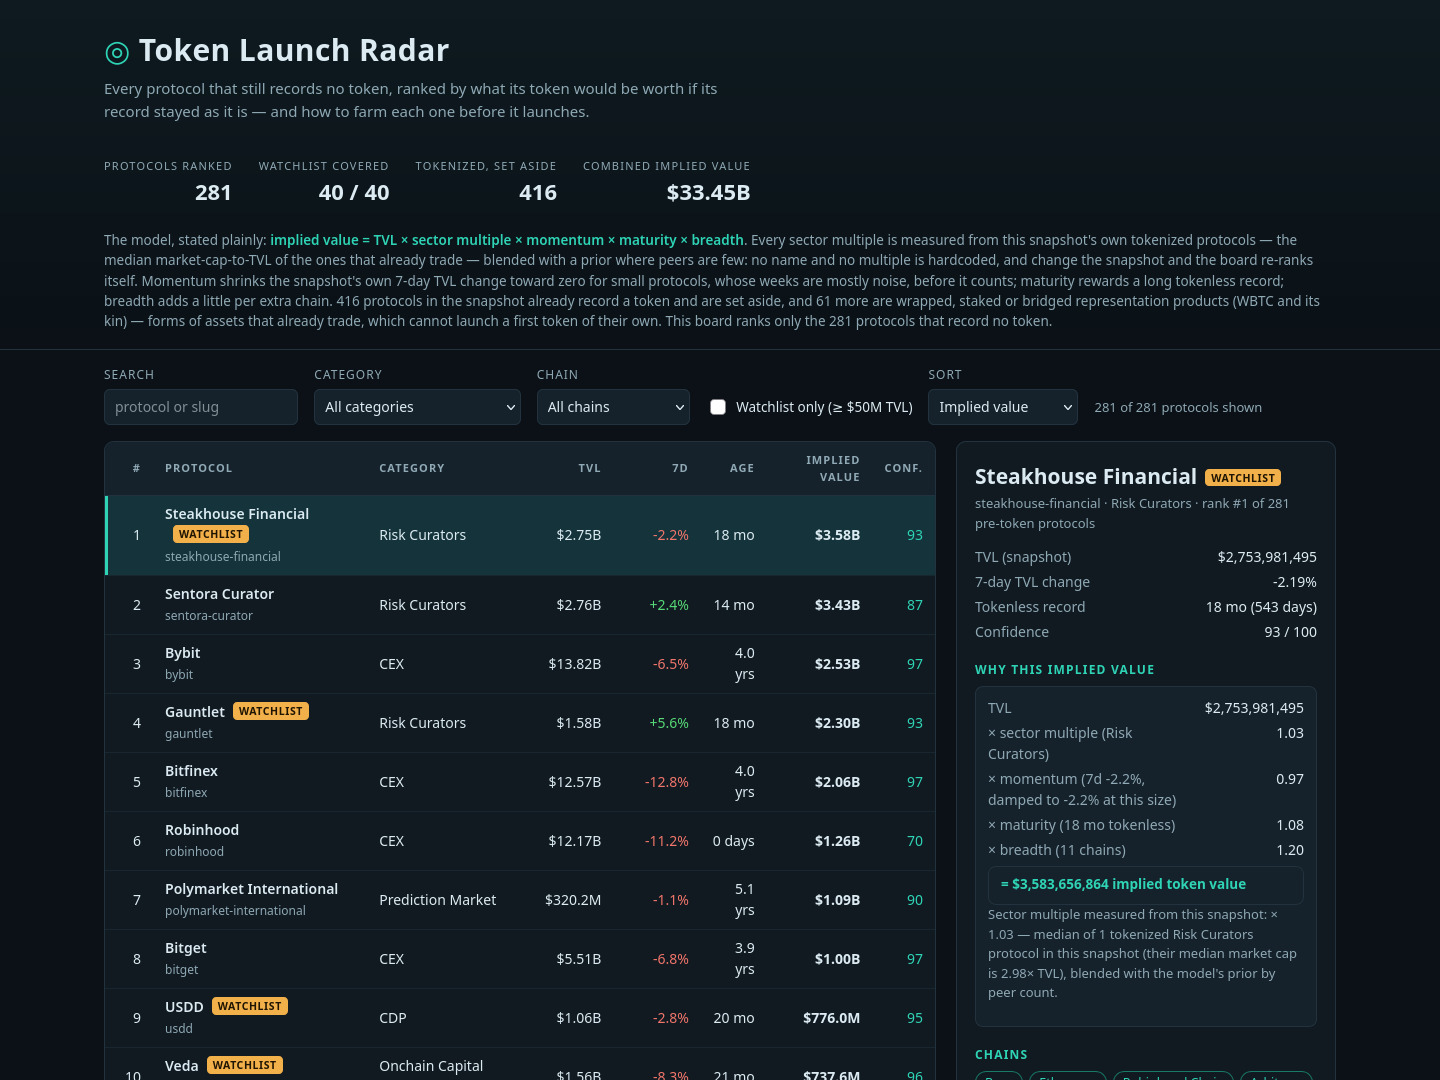 ◎ Token Launch Radar
Every protocol that still records no token, ranked by what its token would be worth if its
record stayed as it is — and how to farm each one before it launches.
PROTOCOLS RANKED WATCHLIST COVERED TOKENIZED, SET ASIDE COMBINED IMPLIED VALUE
281 40 / 40 416 $33.45B
The model, stated plainly: implied value = TVL × sector multiple × momentum × maturity × breadth. Every sector multiple is measured from this snapshot's own tokenized protocols — the
median market-cap-to-TVL of the ones that already trade — blended with a prior where peers are few: no name and no multiple is hardcoded, and change the snapshot and the board re-ranks
itself. Momentum shrinks the snapshot's own 7-day TVL change toward zero for small protocols, whose weeks are mostly noise, before it counts; maturity rewards a long tokenless record;
breadth adds a little per extra chain. 416 protocols in the snapshot already record a token and are set aside, and 61 more are wrapped, staked or bridged representation products (WBTC and its
kin) — forms of assets that already trade, which cannot launch a first token of their own. This board ranks only the 281 protocols that record no token.
SEARCH CATEGORY CHAIN SORT
protocol or slug All categories All chains Watchlist only (≥ $50M TVL) Implied value 281 of 281 protocols shown
# PROTOCOL CATEGORY TVL 7D AGE IMPLIED VALUE CONF.
1 Steakhouse Financial WATCHLIST steakhouse-financial Risk Curators $2.75B -2.2% 18 mo $3.58B 93
2 Sentora Curator sentora-curator Risk Curators $2.76B +2.4% 14 mo $3.43B 87
3 Bybit bybit CEX $13.82B -6.5% 4.0 yrs $2.53B 97
4 Gauntlet WATCHLIST gauntlet Risk Curators $1.58B +5.6% 18 mo $2.30B 93
5 Bitfinex bitfinex CEX $12.57B -12.8% 4.0 yrs $2.06B 97
6 Robinhood robinhood CEX $12.17B -11.2% 0 days $1.26B 70
7 Polymarket International polymarket-international Prediction Market $320.2M -1.1% 5.1 yrs $1.09B 90
8 Bitget bitget CEX $5.51B -6.8% 3.9 yrs $1.00B 97
9 USDD WATCHLIST usdd CDP $1.06B -2.8% 20 mo $776.0M 95
10 Veda WATCHLIST Onchain Capital $1.56B -8.3% 21 mo $737.6M 96
Steakhouse Financial WATCHLIST
steakhouse-financial · Risk Curators · rank #1 of 281
pre-token protocols
TVL (snapshot) $2,753,981,495
7-day TVL change -2.19%
Tokenless record 18 mo (543 days)
Confidence 93 / 100
WHY THIS IMPLIED VALUE
TVL $2,753,981,495
× sector multiple (Risk 1.03
Curators)
× momentum (7d -2.2%, 0.97
damped to -2.2% at this size)
× maturity (18 mo tokenless) 1.08
× breadth (11 chains) 1.20
= $3,583,656,864 implied token value
Sector multiple measured from this snapshot: ×
1.03 — median of 1 tokenized Risk Curators
protocol in this snapshot (their median market cap
is 2.98× TVL), blended with the model's prior by
peer count.
CHAINS